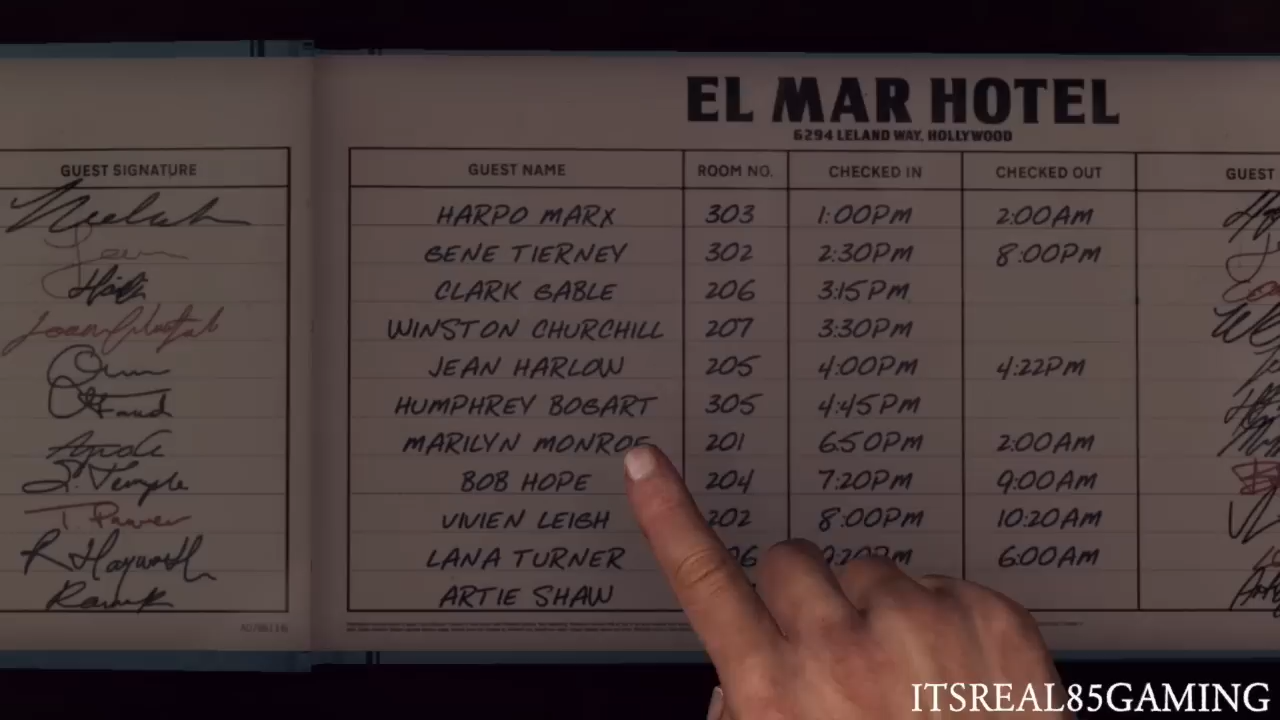 EL MAR HOTEL
6294 LELAND WAY, HOLLYWOOD
GUEST SIGNATURE GUEST NAME ROOM NO. CHECKED IN CHECKED OUT GUEST
HARPO MARX 303 1:00PM 2:00AM
GENE TIERNEY 302 2:30PM 8:00PM
CLARK GABLE 206 3:15PM
WINSTON CHURCHILL 207 3:30PM
JEAN HARLOW 205 4:00PM 4:22PM
HUMPHREY BOGART 305 4:45PM
MARILYN MONROE 201 6:50PM 2:00AM
S. Temple BOB HOPE 204 7:20PM 9:00AM
T. Power VIVIEN LEIGH 202 8:00PM 10:20AM
R Hayworth LANA TURNER 6:00AM
ARTIE SHAW
ITSREAL85GAMING